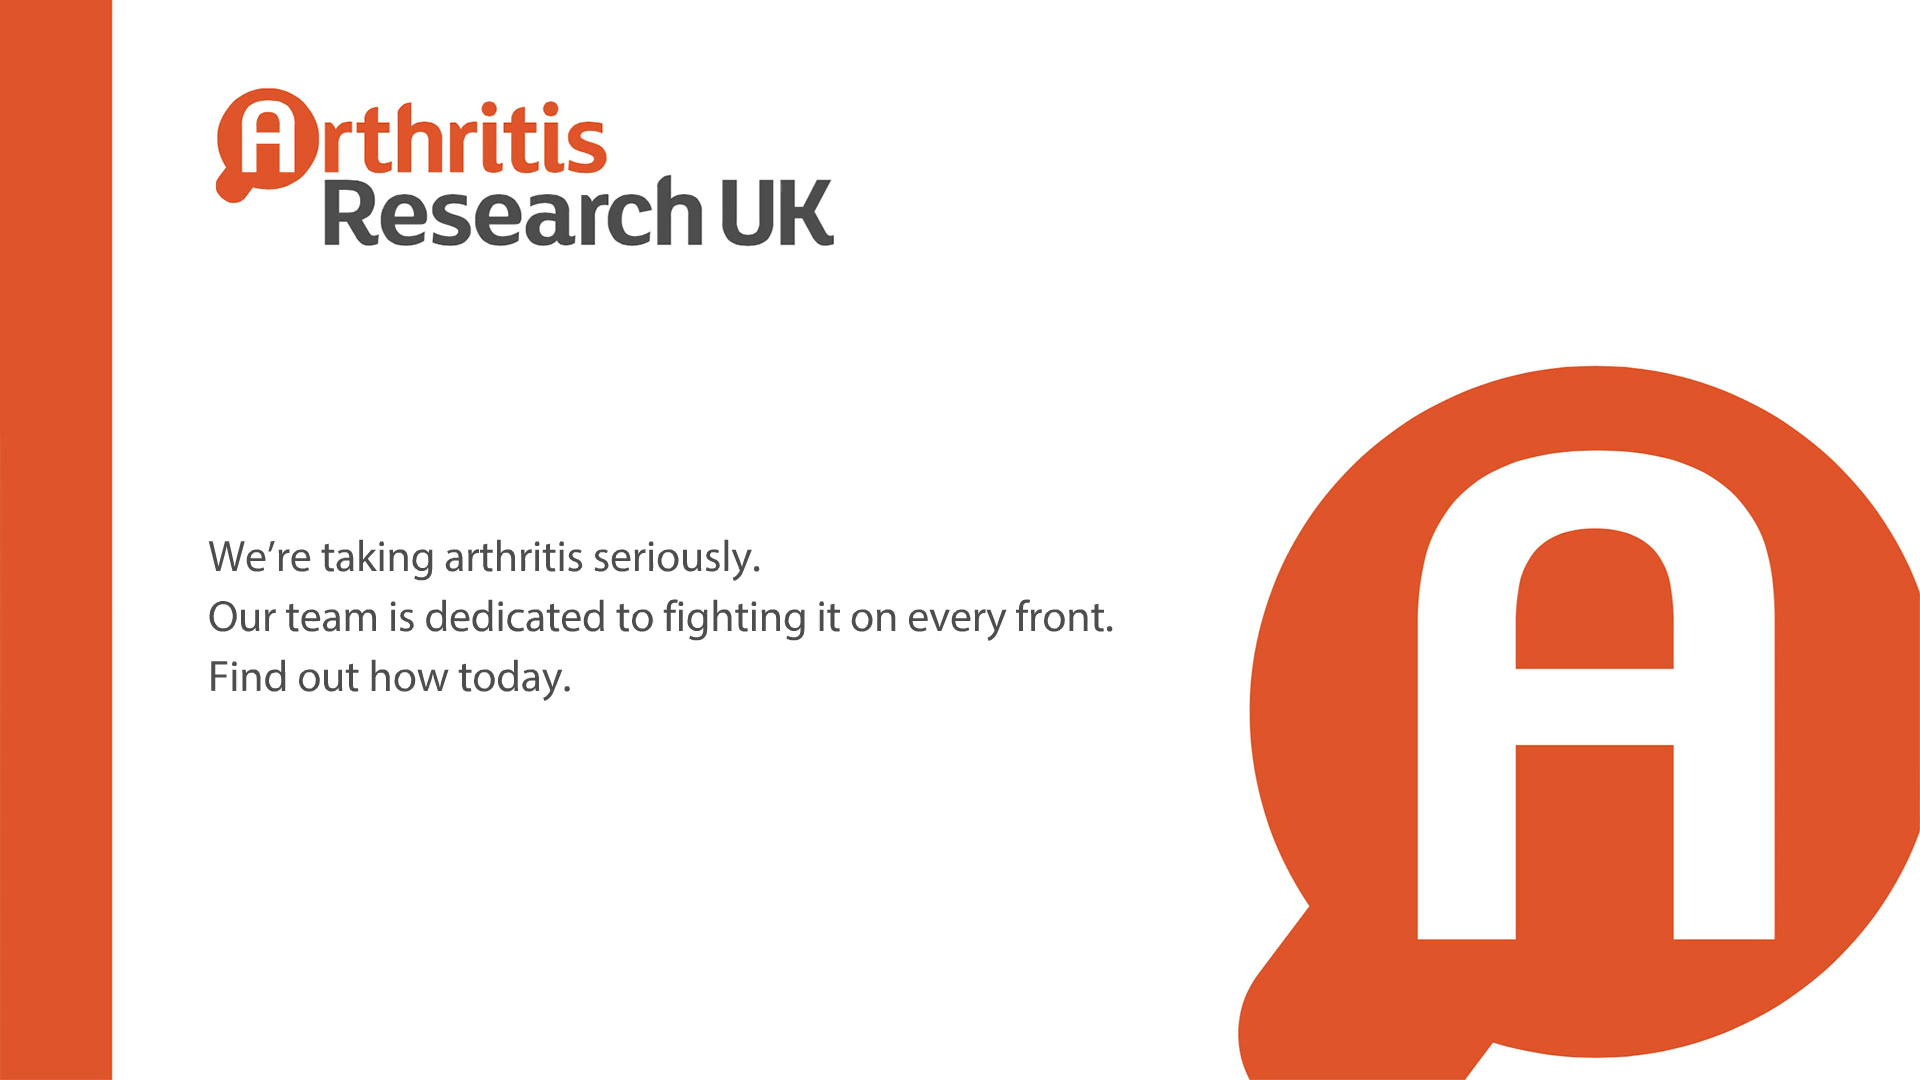 Arthritis
Research UK
We’re taking arthritis seriously.
Our team is dedicated to fighting it on every front.
Find out how today.
A